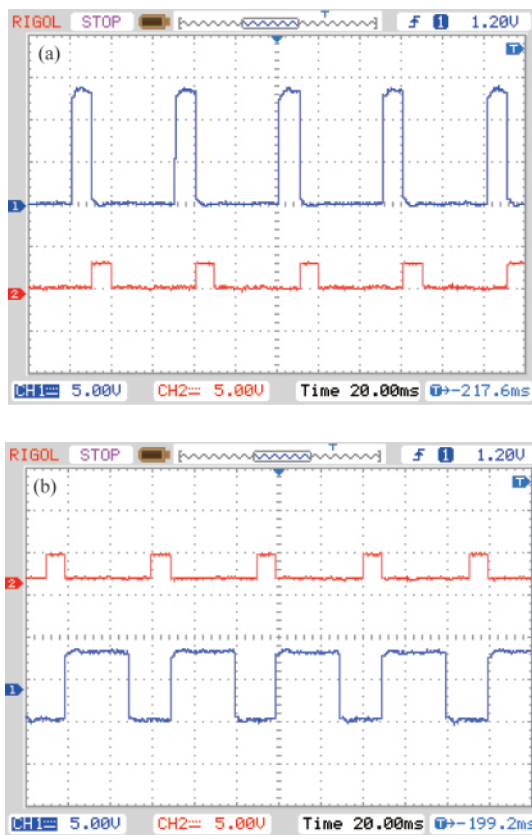 RIGOL STOP T 1 1.20V
(a) T
1
2
CH1 5.00V CH2 5.00V Time 20.00ms T→-217.6ms
RIGOL STOP T 1 1.20V
(b) T
2
1
CH1 5.00V CH2 5.00V Time 20.00ms T→-199.2ms